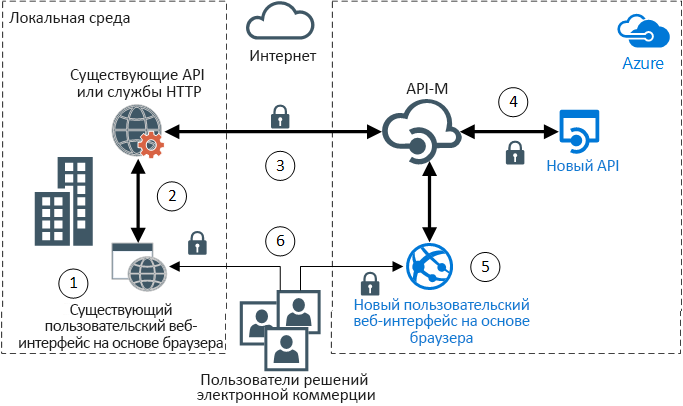 Локальная среда
Интернет
Azure
Существующие API
или службы HTTP
API-M
4
Новый API
3
2
6
5
1
Существующий
пользовательский веб-
интерфейс на основе браузера
Новый пользовательский
веб-интерфейс на основе
браузера
Пользователи решений
электронной коммерции